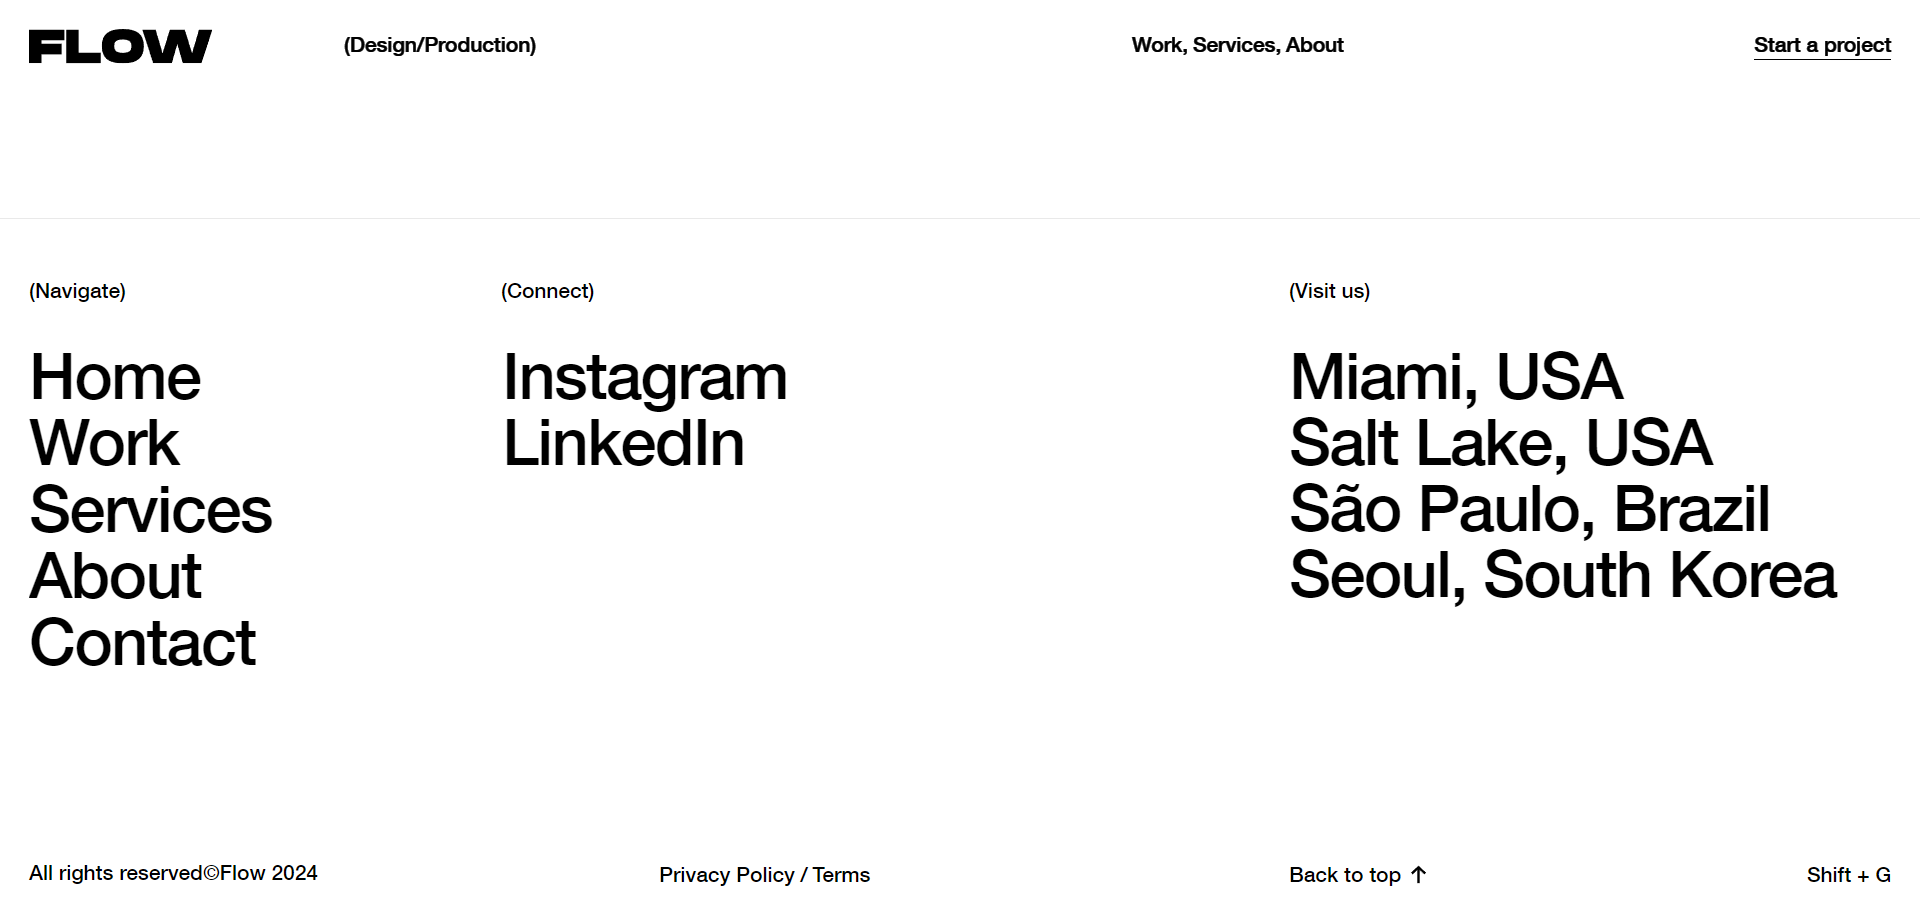 FLOW
(Design/Production)
Work, Services, About
Start a project
(Navigate)
Home
Work
Services
About
Contact
(Connect)
Instagram
LinkedIn
(Visit us)
Miami, USA
Salt Lake, USA
São Paulo, Brazil
Seoul, South Korea
All rights reserved©Flow 2024
Privacy Policy / Terms
Back to top ↑
Shift + G